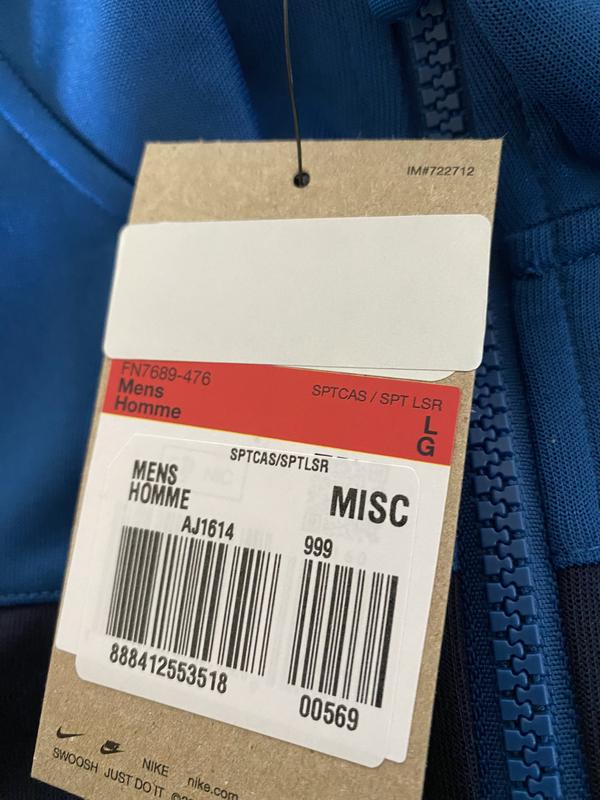 IM#722712
FN7689-476
SPTCAS / SPT LSR
Mens
Homme
L
G
SPTCAS/SPTLSR
MENS
HOMME
MISC
AJ1614
999
888412553518
00569
NIKE nike.com
SWOOSH JUST DO IT